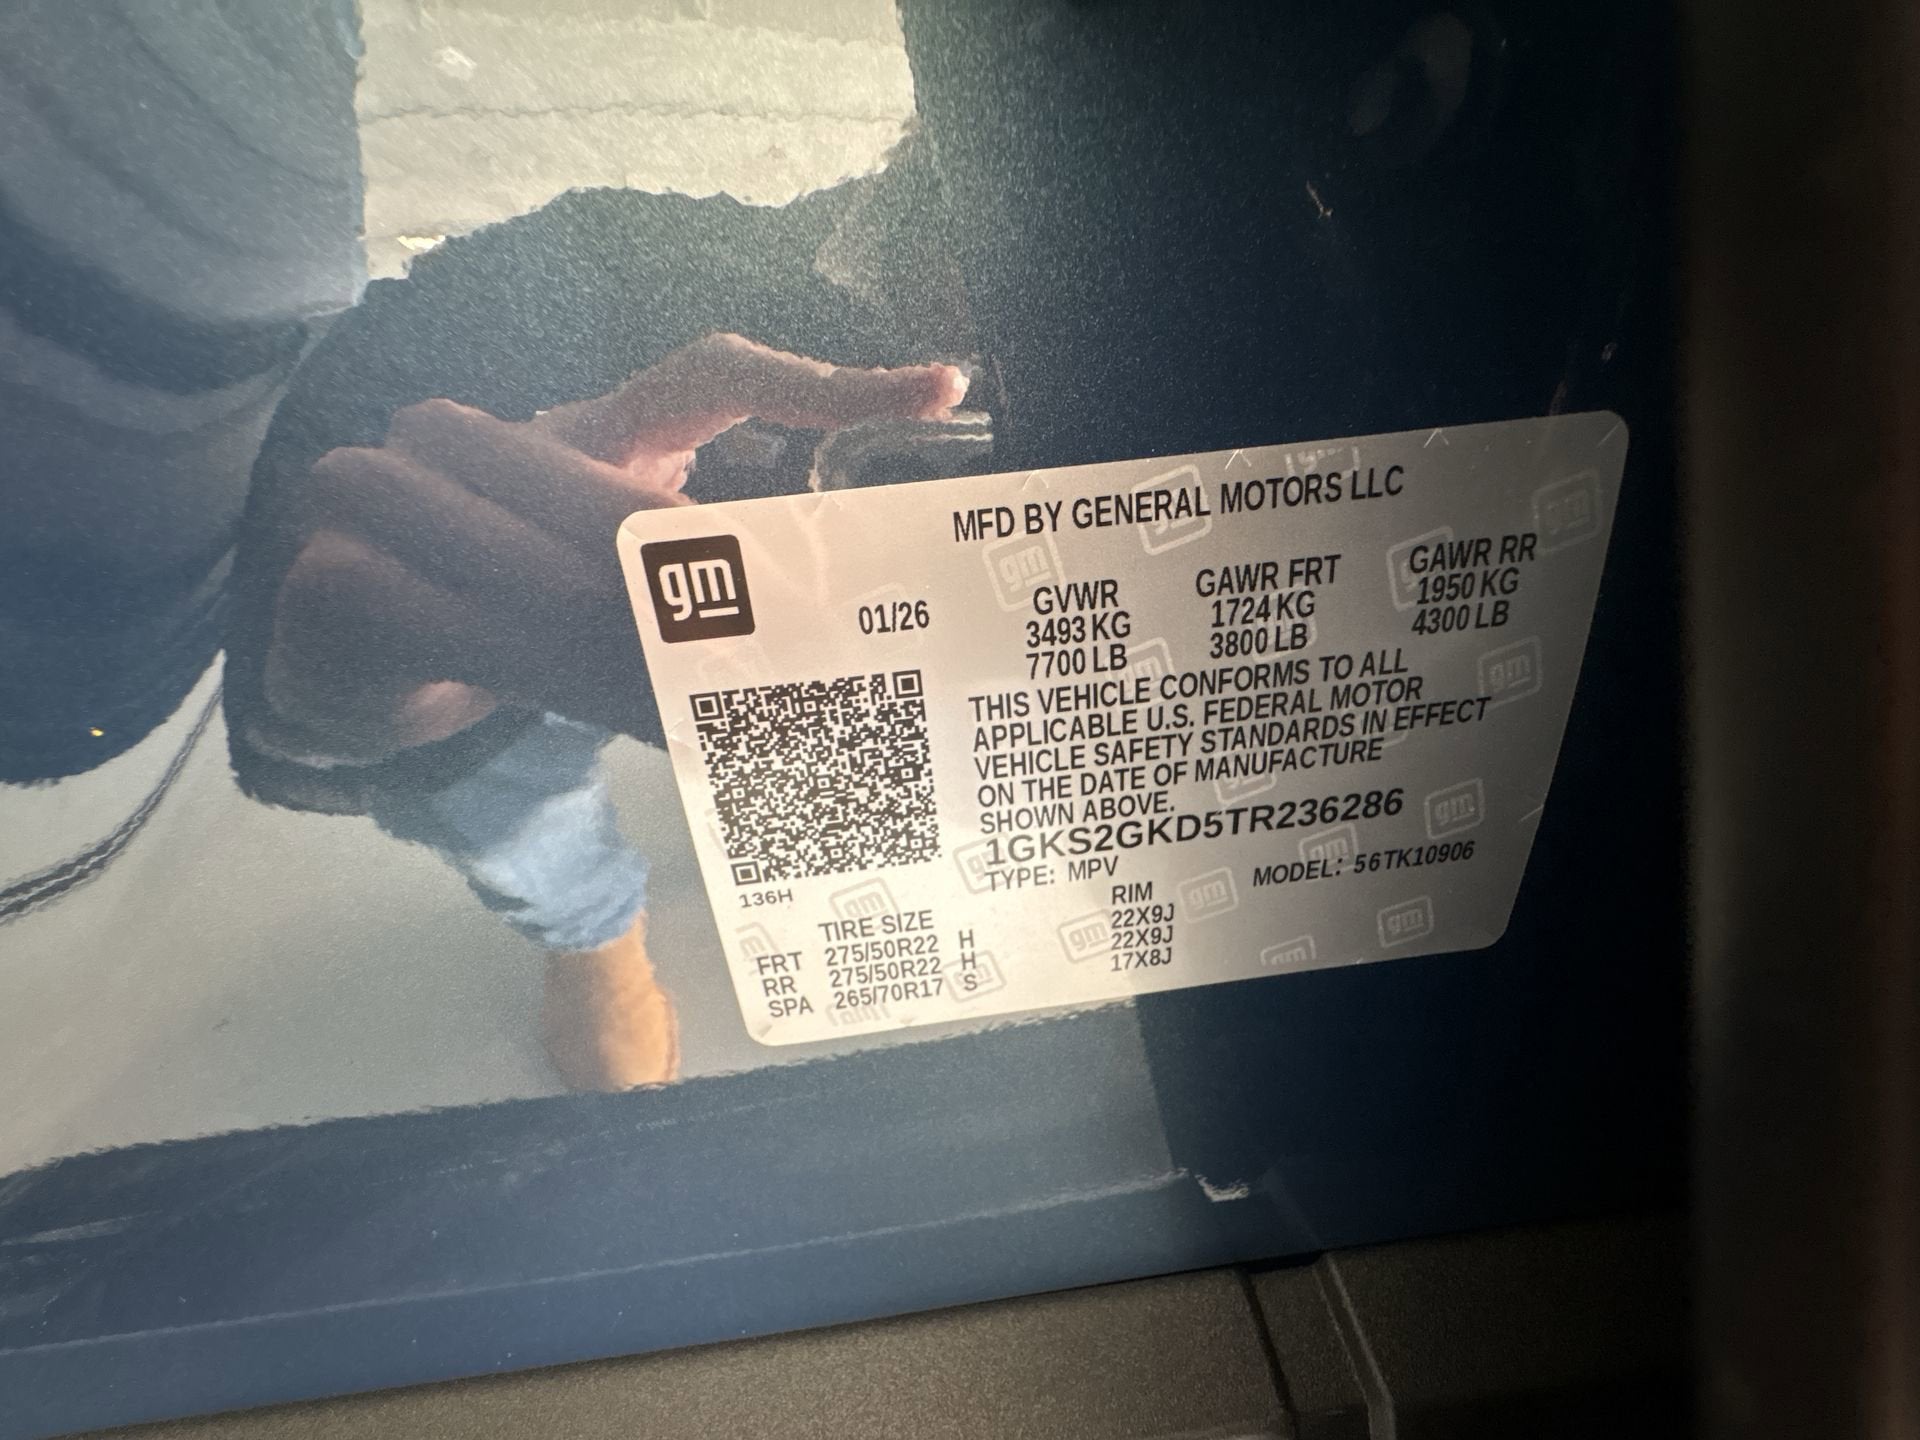 MFD BY GENERAL MOTORS LLC
gm
01/26
GVWR GAWR FRT GAWR RR
3493 KG 1724 KG 1950 KG
7700 LB 3800 LB 4300 LB
THIS VEHICLE CONFORMS TO ALL
APPLICABLE U.S. FEDERAL MOTOR
VEHICLE SAFETY STANDARDS IN EFFECT
ON THE DATE OF MANUFACTURE
SHOWN ABOVE.
1GKS2GKD5TR236286
TYPE: MPV MODEL: 56TK10906
136H
TIRE SIZE RIM
FRT 275/50R22 H 22X9J
RR 275/50R22 H 22X9J
SPA 265/70R17 S 17X8J